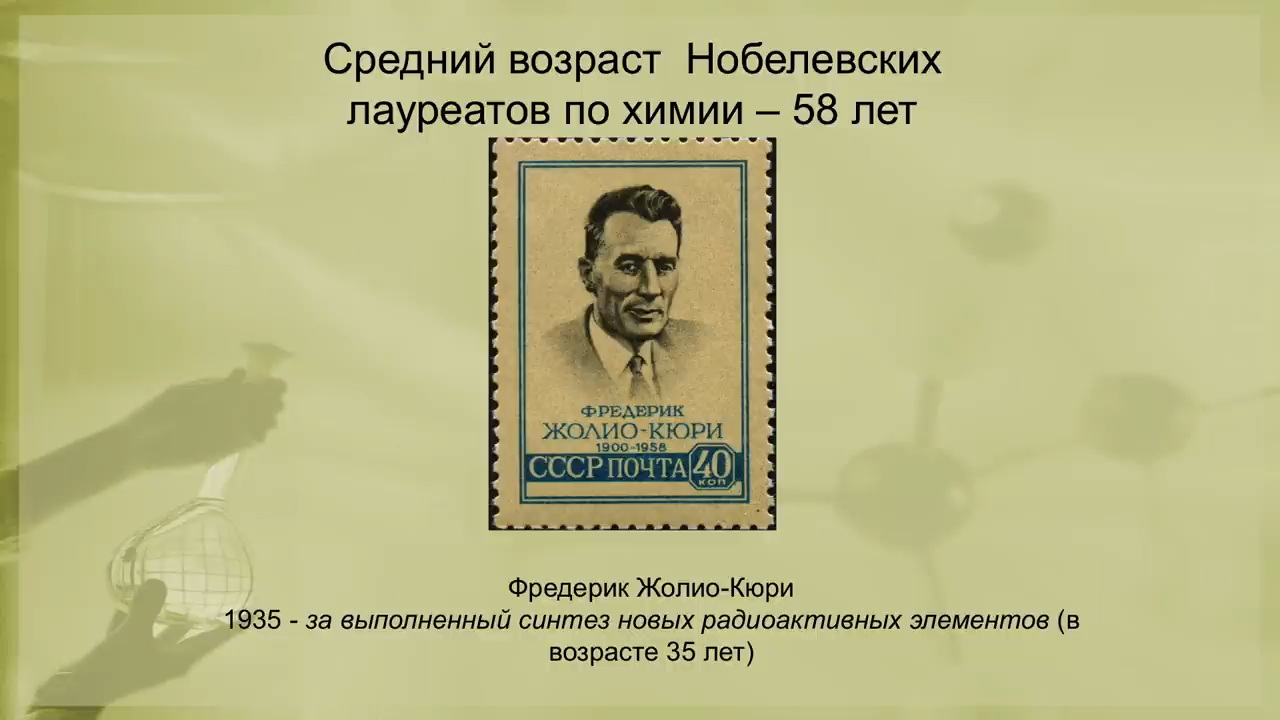 Средний возраст  Нобелевских
лауреатов по химии – 58 лет
ФРЕДЕРИК
ЖОЛИО-КЮРИ
1900-1958
СССР ПОЧТА 40
КОП
Фредерик Жолио-Кюри
1935 - за выполненный синтез новых радиоактивных элементов (в
возрасте 35 лет)